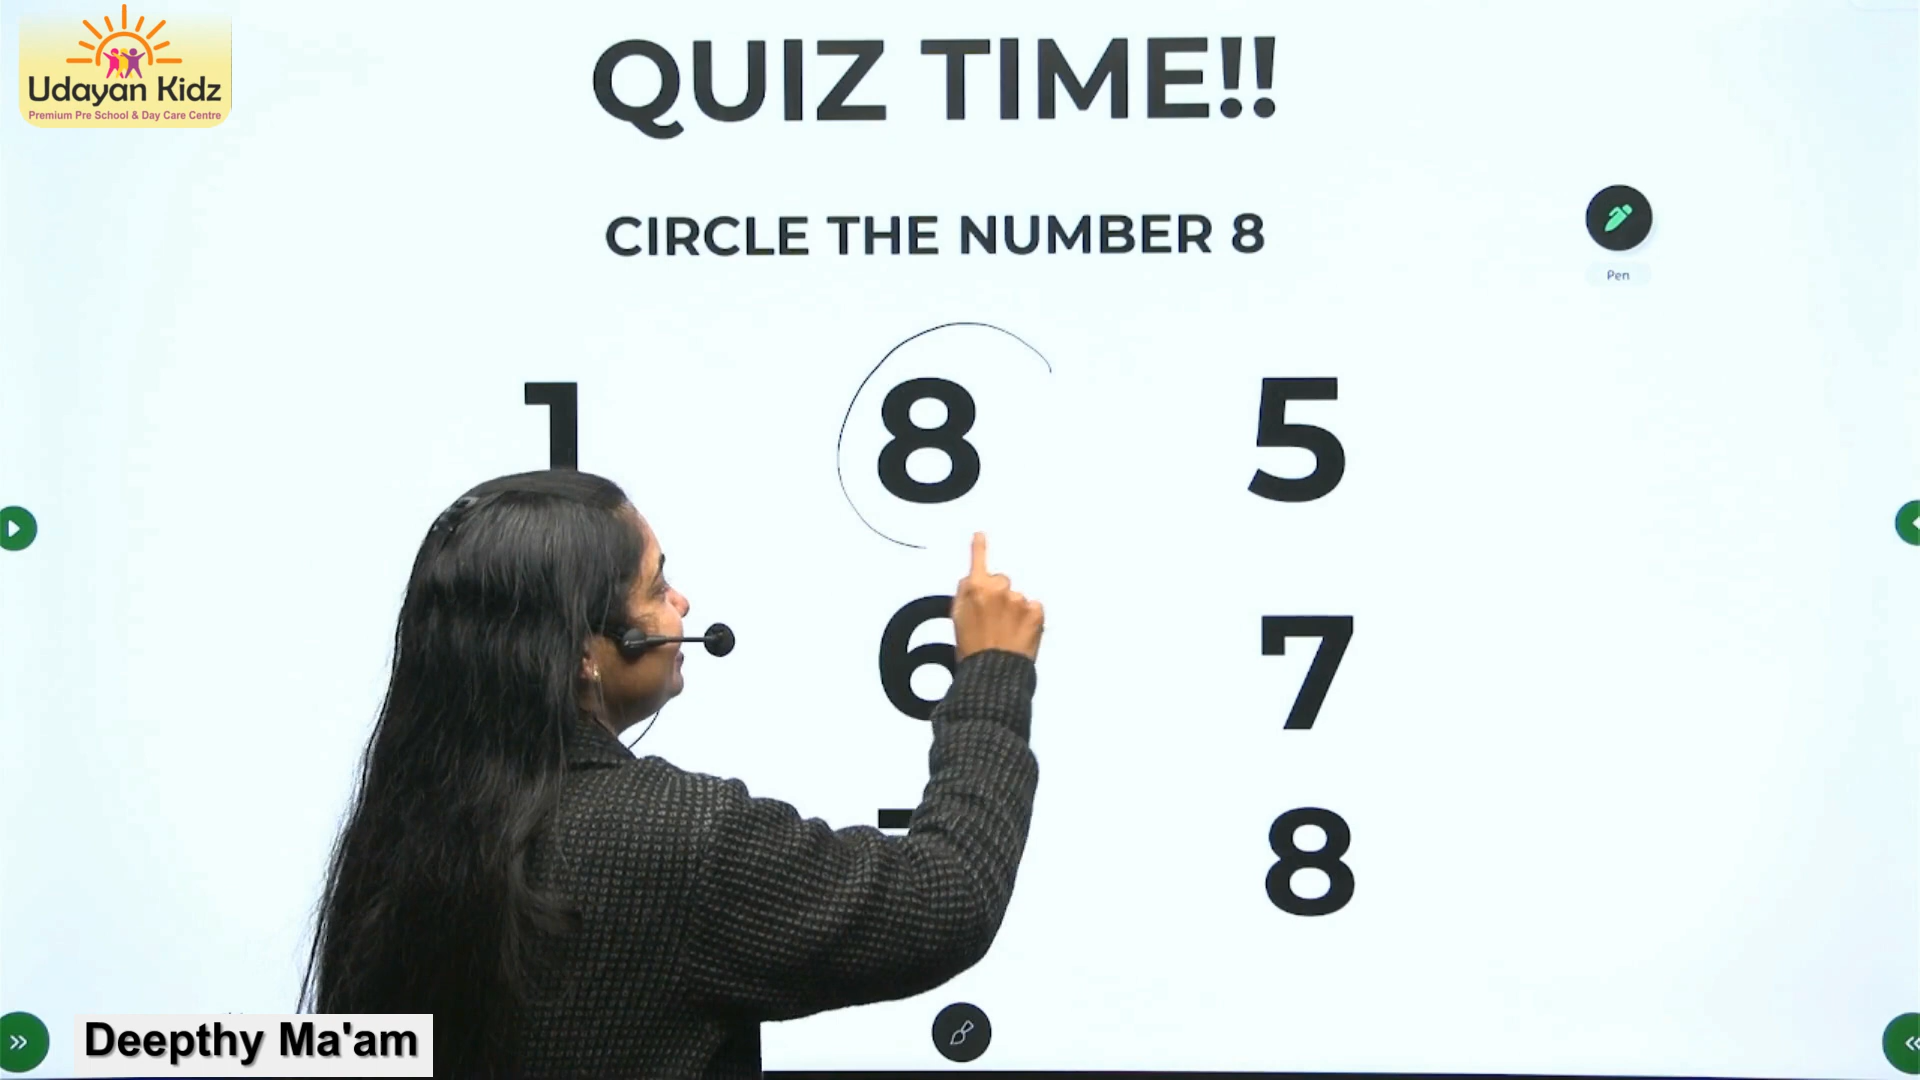 Udayan Kidz
Premium Pre School & Day Care Centre
QUIZ TIME!!
CIRCLE THE NUMBER 8
Pen
1 8 5
6 7
8
Deepthy Ma'am